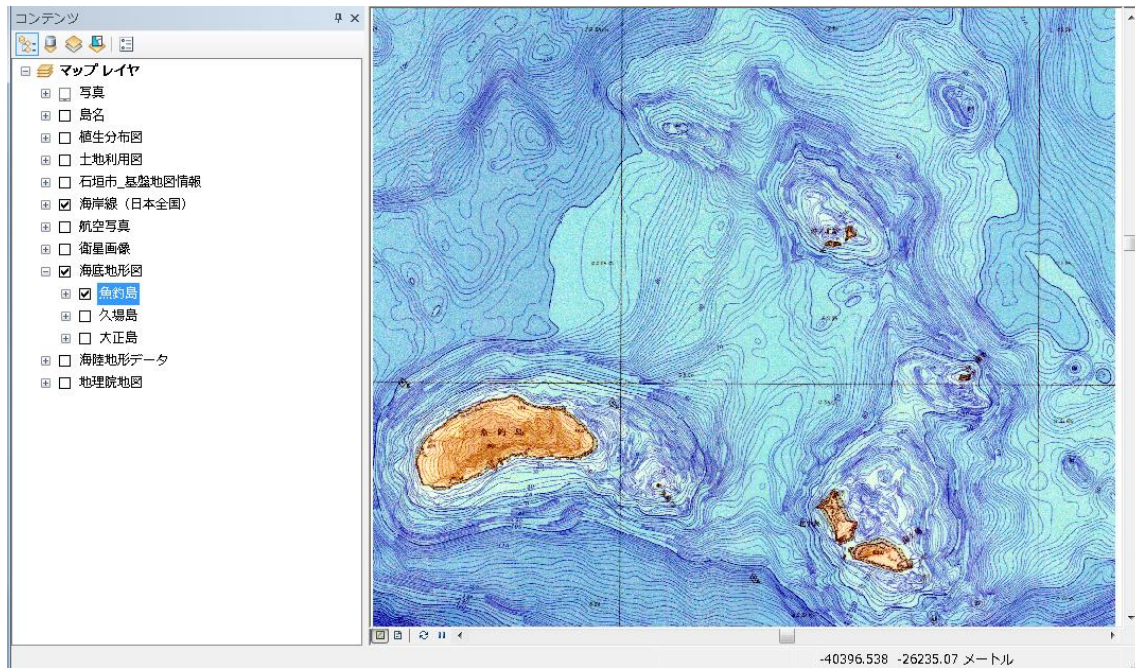 コンテンツ
マップ レイヤ
写真
島名
植生分布図
土地利用図
石垣市_基盤地図情報
海岸線（日本全国）
航空写真
衛星画像
海底地形図
魚釣島
久場島
大正島
海陸地形データ
地理院地図
魚釣島
-40396.538 -26235.07 メートル